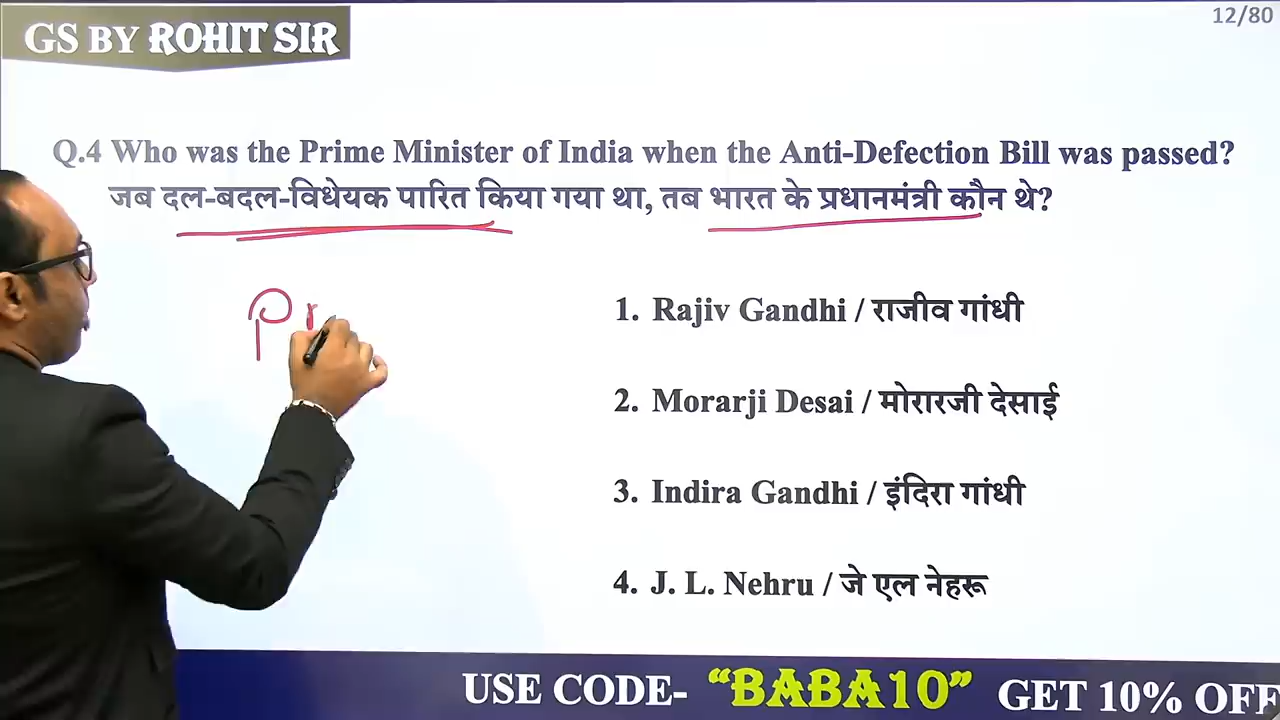 GS BY ROHIT SIR
12/80
Q.4 Who was the Prime Minister of India when the Anti-Defection Bill was passed?
जब दल-बदल-विधेयक पारित किया गया था, तब भारत के प्रधानमंत्री कौन थे?
Pr
1. Rajiv Gandhi / राजीव गांधी
2. Morarji Desai / मोरारजी देसाई
3. Indira Gandhi / इंदिरा गांधी
4. J. L. Nehru / जे एल नेहरू
USE CODE- “BABA10” GET 10% OFF